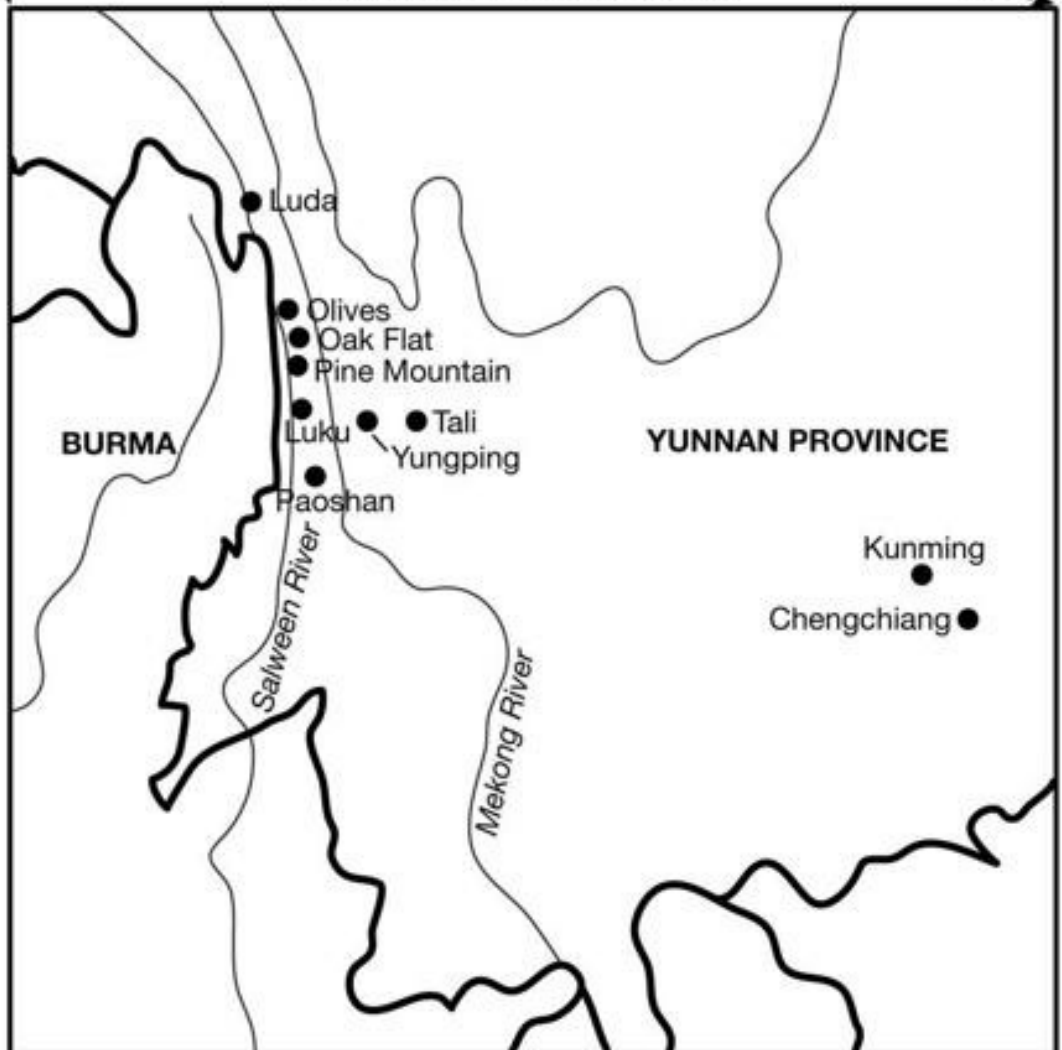 Luda
Olives
Oak Flat
Pine Mountain
Luku
Tali
Yungping
BURMA
YUNNAN PROVINCE
Paoshan
Kunming
Chengchiang
Salween River
Mekong River